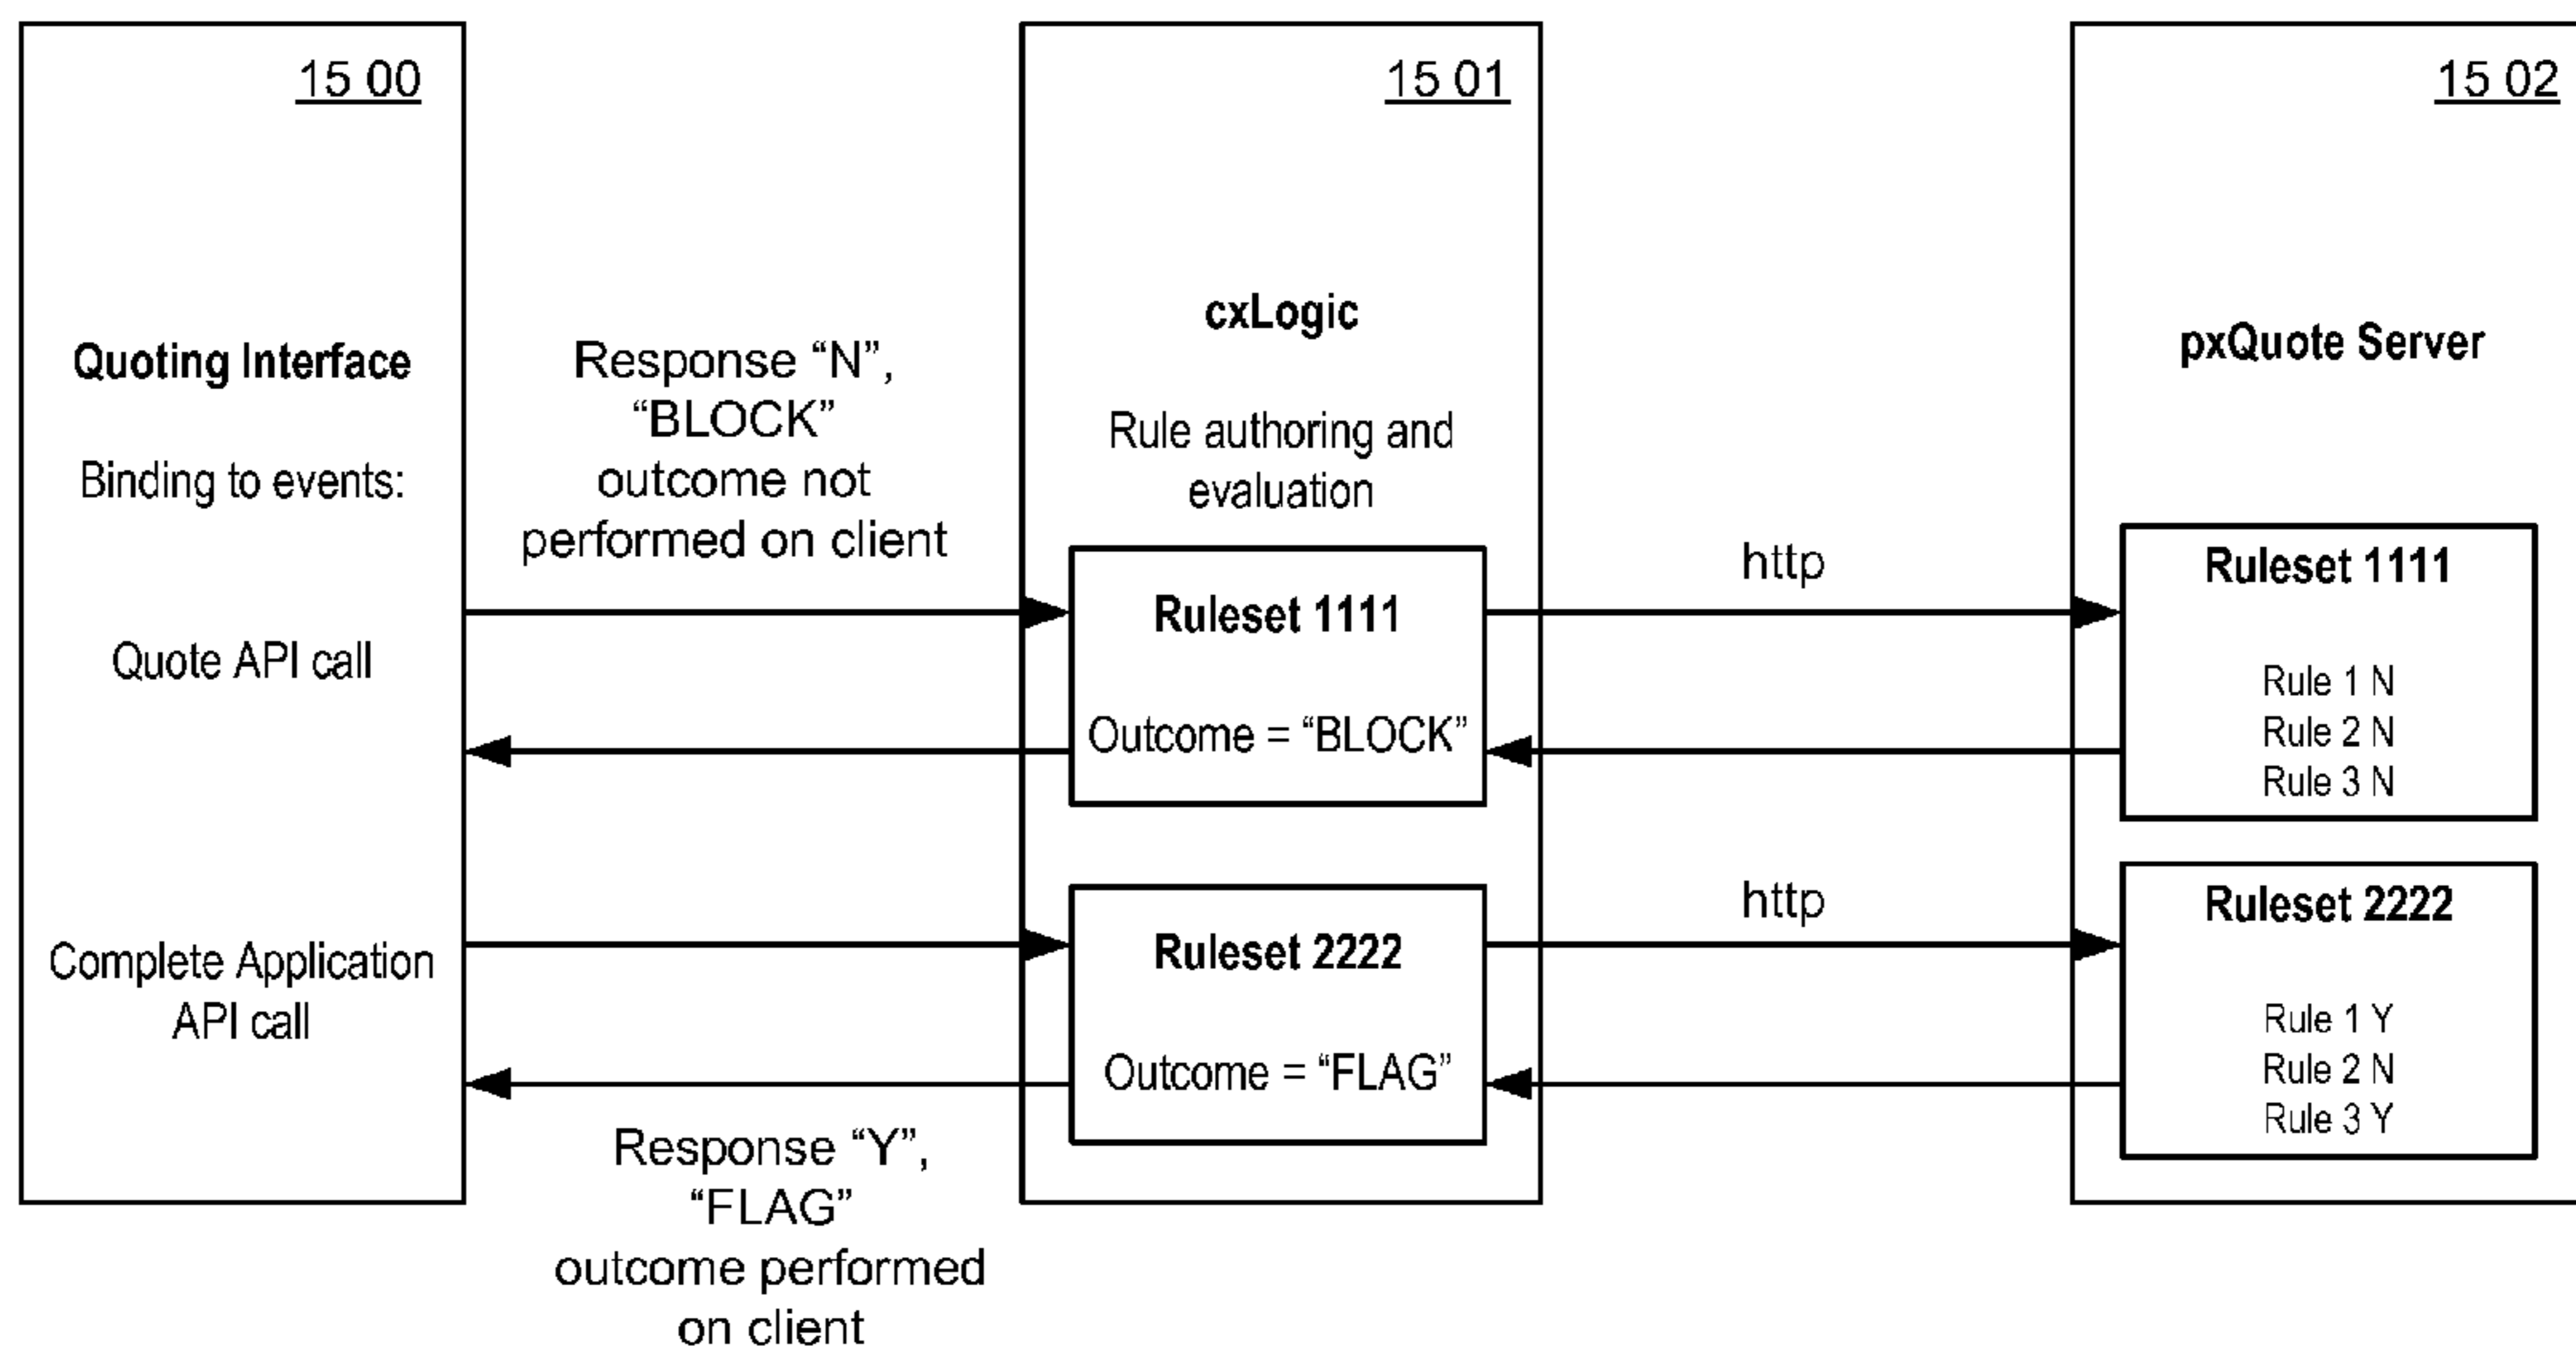 15 00
Quoting Interface
Binding to events:
Quote API call
Complete Application
API call
Response “N”,
“BLOCK”
outcome not
performed on client
Response “Y”,
“FLAG”
outcome performed
on client
15 01
cxLogic
Rule authoring and
evaluation
Ruleset 1111
Outcome = “BLOCK”
Ruleset 2222
Outcome = “FLAG”
http
http
15 02
pxQuote Server
Ruleset 1111
Rule 1 N
Rule 2 N
Rule 3 N
Ruleset 2222
Rule 1 Y
Rule 2 N
Rule 3 Y